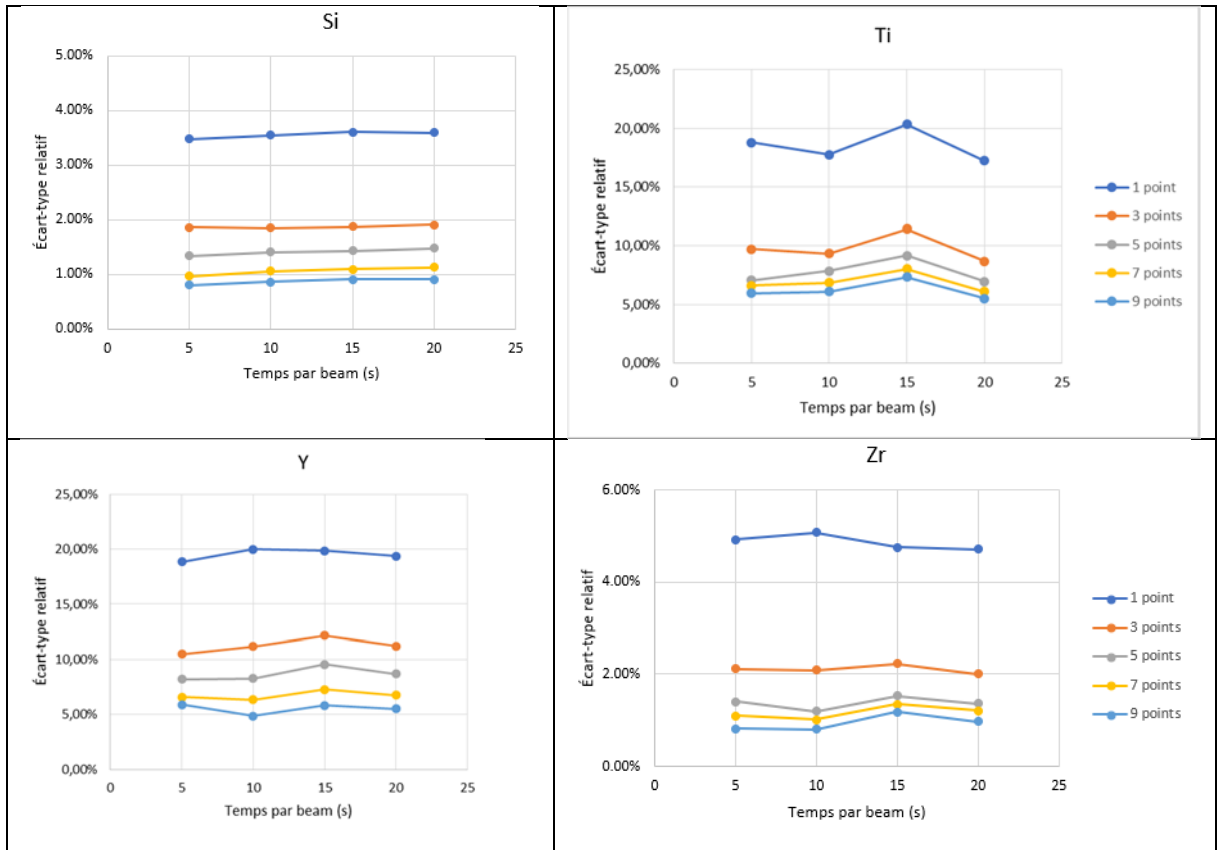 Si
5.00%
4.00%
3.00%
2.00%
1.00%
0.00%
Écart-type relatif
0 5 10 15 20 25
Temps par beam (s)
Ti
25,00%
20,00%
15,00%
10,00%
5,00%
0,00%
Écart-type relatif
0 5 10 15 20 25
Temps par beam (s)
1 point
3 points
5 points
7 points
9 points
Y
25,00%
20,00%
15,00%
10,00%
5,00%
0,00%
Écart-type relatif
0 5 10 15 20 25
Temps par beam (s)
Zr
6.00%
4.00%
2.00%
0.00%
Écart-type relatif
0 5 10 15 20 25
Temps par beam (s)
1 point
3 points
5 points
7 points
9 points